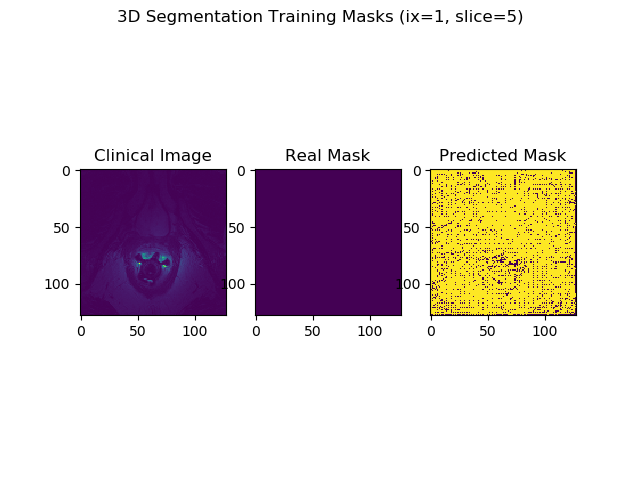 3D Segmentation Training Masks (ix=1, slice=5)
Clinical Image Real Mask Predicted Mask
0 0 0
50 50 50
100 100 100
0 50 100 0 50 100 0 50 100